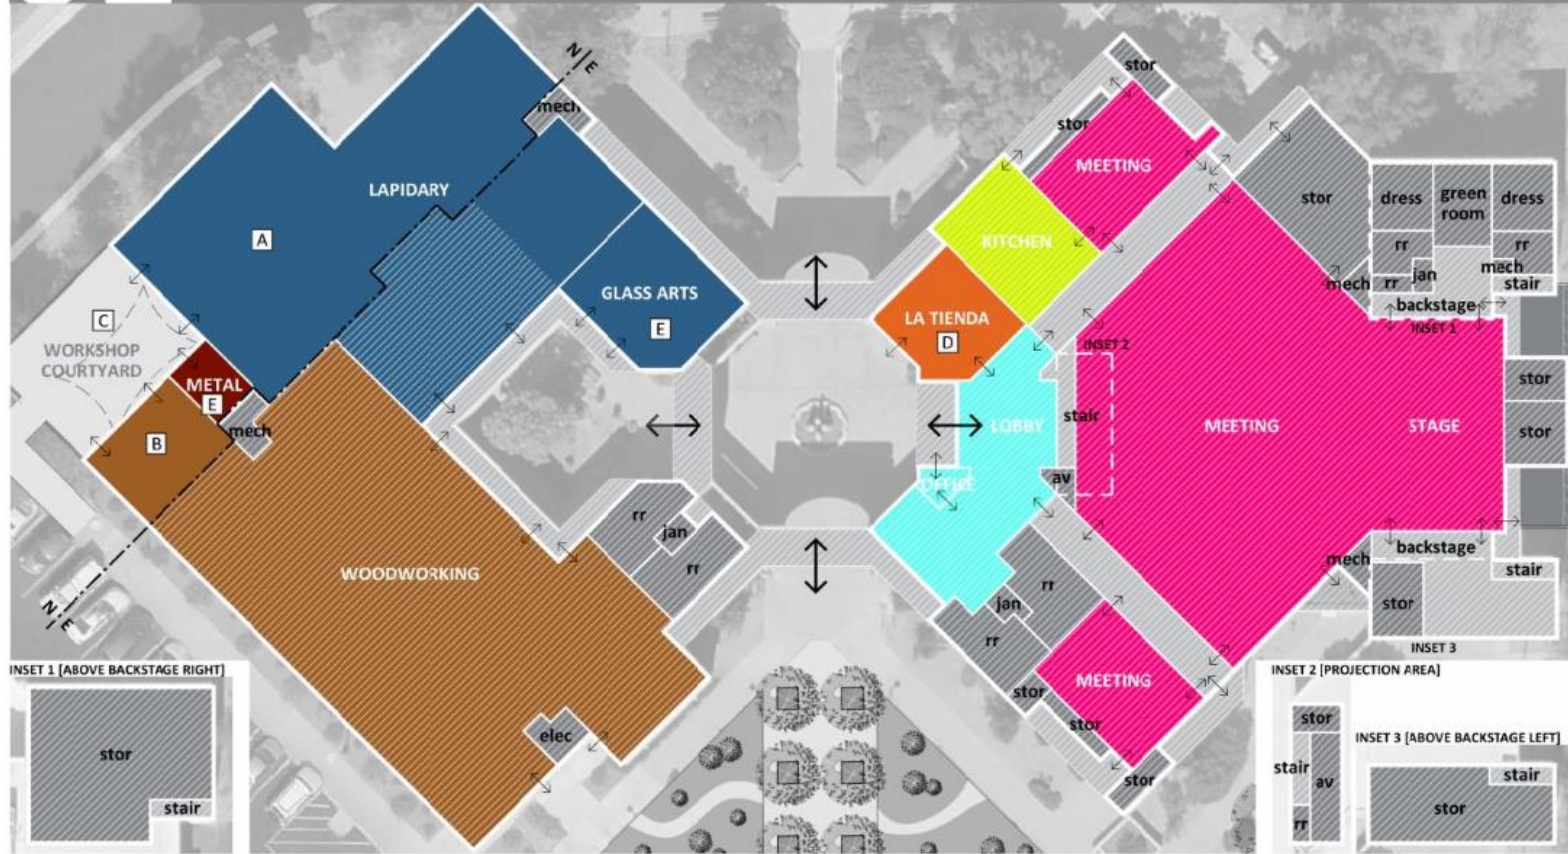 N/E
mech
LAPIDARY
A
GLASS ARTS
E
C
WORKSHOP
COURTYARD
METAL
E
B
mech
WOODWORKING
rr
jan
rr
elec
N/E
stor
stor
MEETING
KITCHEN
LA TIENDA
D
LOBBY
OFFICE
stair
av
INSET 2
MEETING
STAGE
stor
dress
green
room
dress
rr
rr
jan
rr
mech
mech
stair
backstage
INSET 1
stor
stor
backstage
mech
stair
stor
INSET 3
rr
jan
rr
MEETING
stor
stor
stor
INSET 1 [ABOVE BACKSTAGE RIGHT]
stor
stair
INSET 2 [PROJECTION AREA]
stor
stair
av
rr
INSET 3 [ABOVE BACKSTAGE LEFT]
stair
stor